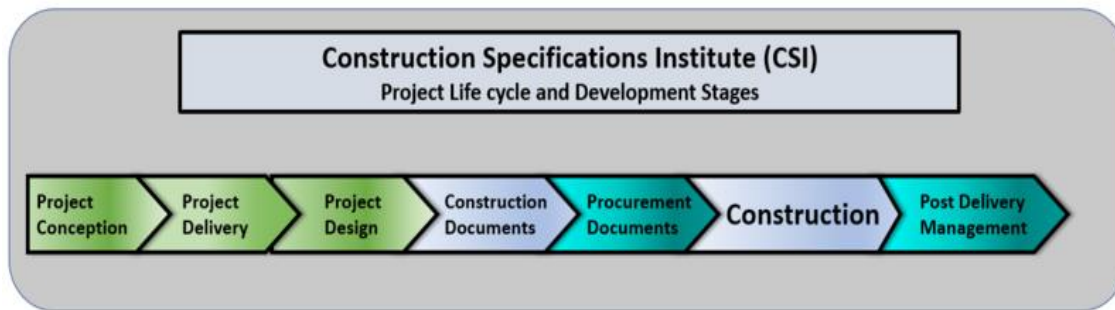 Construction Specifications Institute (CSI)
Project Life cycle and Development Stages
Project
Conception
Project
Delivery
Project
Design
Construction
Documents
Procurement
Documents
Construction
Post Delivery
Management